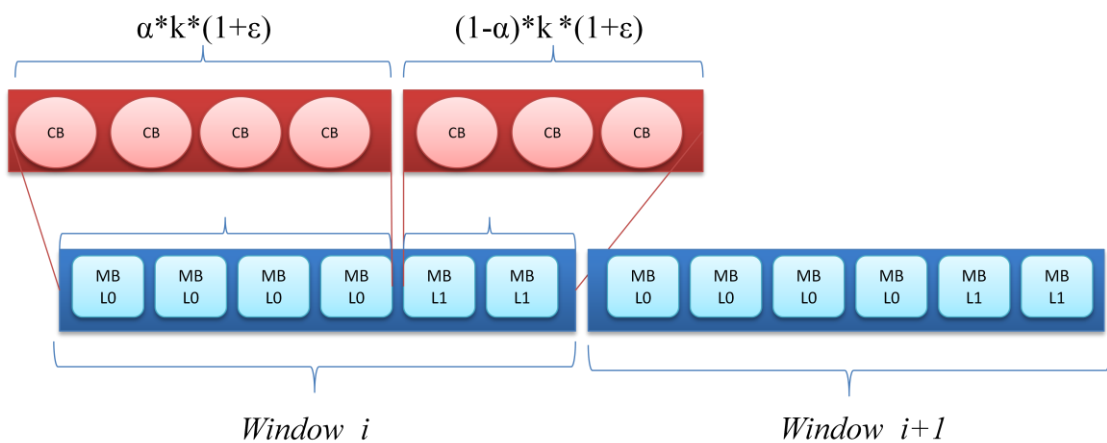 α*k*(1+ε) (1-α)*k *(1+ε)
CB CB CB CB CB CB CB
MB MB MB MB MB MB MB MB MB MB MB MB
L0 L0 L0 L0 L1 L1 L0 L0 L0 L0 L1 L1
Window i Window i+1